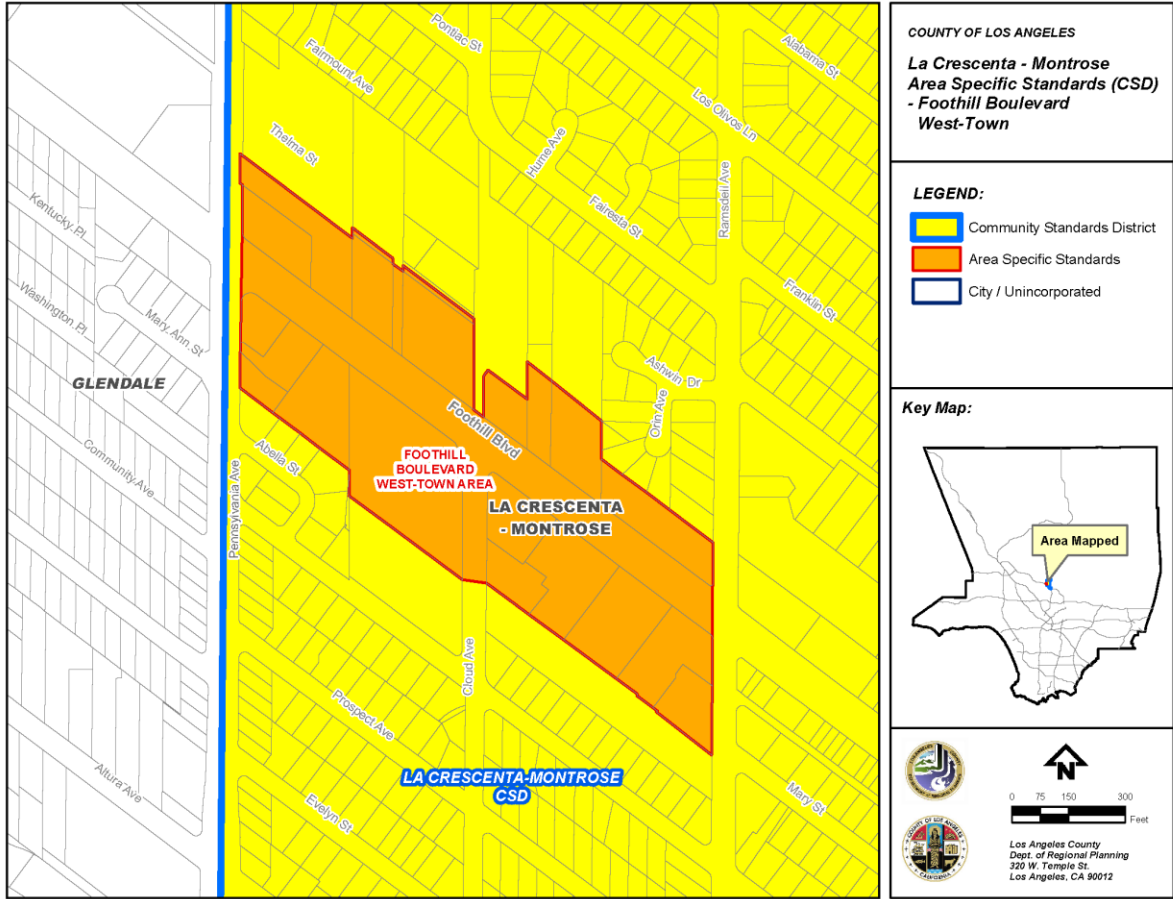 Pontiac St
Alabama St
Fairmount Ave
Los Olivos Ln
Thelma St
Hume Ave
Ramsdell Ave
Fairesta St
Kentucky Pl
Franklin St
Washington Pl
Mary Ann St
GLENDALE
Ashwin Dr
Orin Ave
Foothill Blvd
Community Ave
Abella St
FOOTHILL
BOULEVARD
WEST-TOWN AREA
LA CRESCENTA
- MONTROSE
Pennsylvania Ave
Cloud Ave
Prospect Ave
Altura Ave
LA CRESCENTA-MONTROSE
CSD
Evelyn St
Mary St
COUNTY OF LOS ANGELES
La Crescenta - Montrose
Area Specific Standards (CSD)
- Foothill Boulevard
West-Town
LEGEND:
Community Standards District
Area Specific Standards
City / Unincorporated
Key Map:
Area Mapped
N
0 75 150 300
Feet
Los Angeles County
Dept. of Regional Planning
320 W. Temple St.
Los Angeles, CA 90012